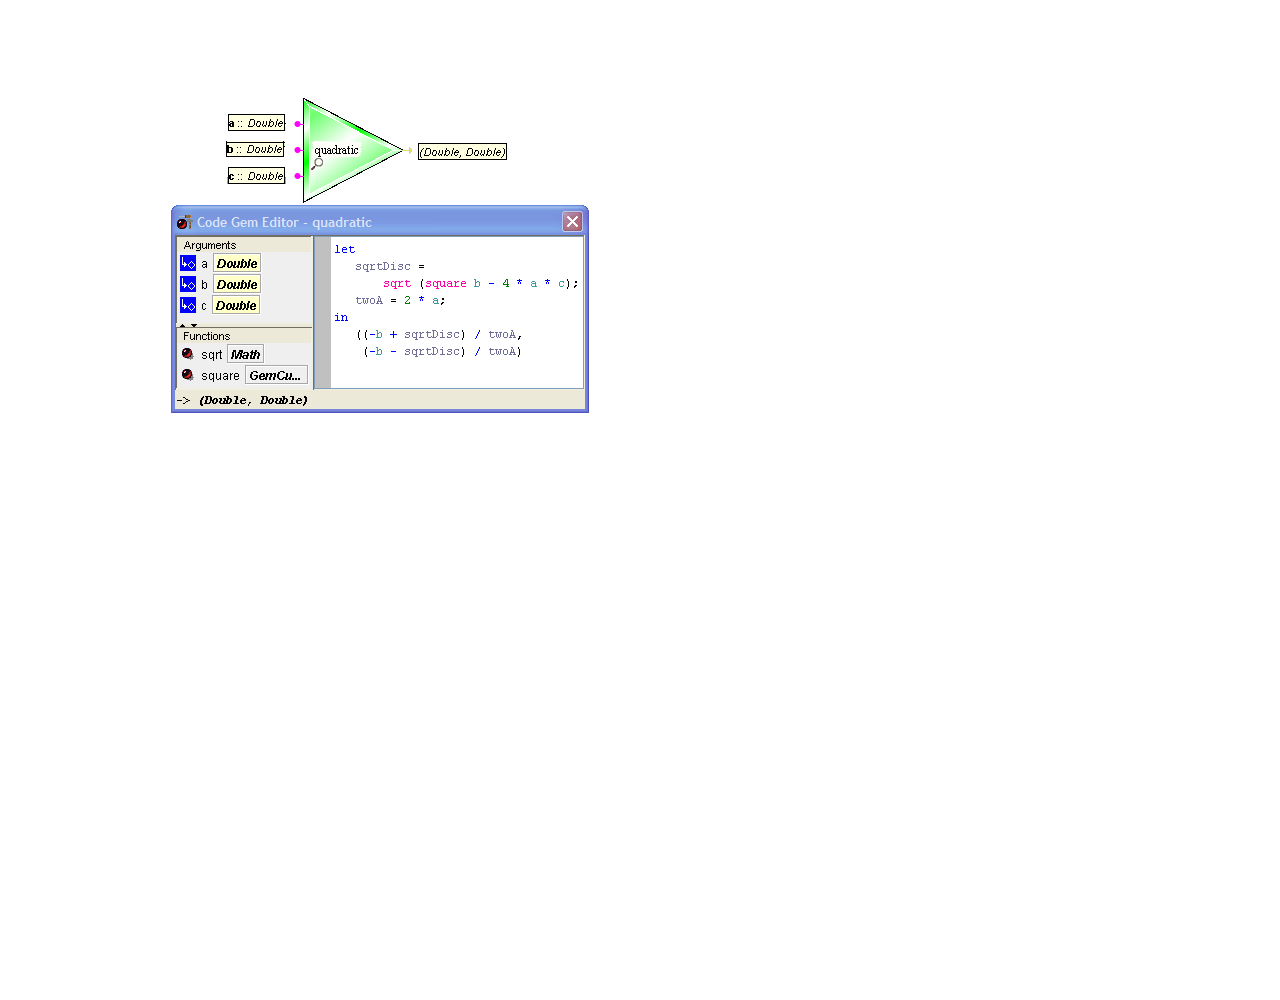 a :: Double
b :: Double
quadratic
(Double, Double)
c :: Double
Code Gem Editor - quadratic
Arguments
a Double
b Double
c Double
Functions
sqrt Math
square GemCu...
let
sqrtDisc =
sqrt (square b - 4 * a * c);
twoA = 2 * a;
in
((-b + sqrtDisc) / twoA,
(-b - sqrtDisc) / twoA)
-> (Double, Double)